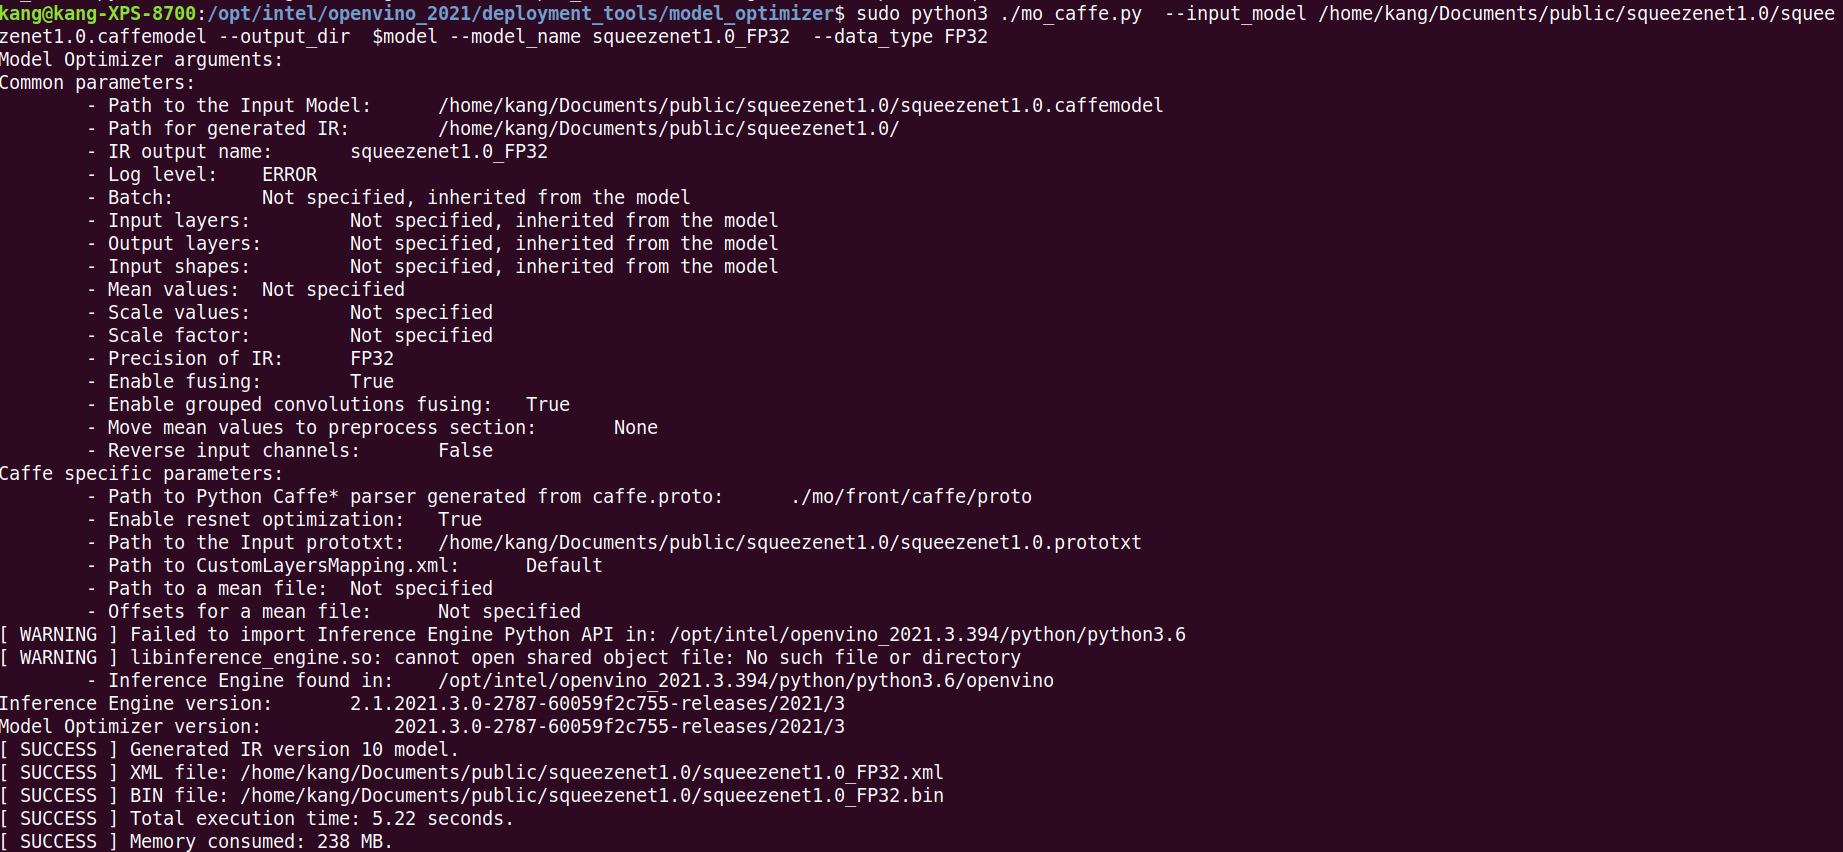 kang@kang-XPS-8700:/opt/intel/openvino_2021/deployment_tools/model_optimizer$ sudo python3 ./mo_caffe.py  --input_model /home/kang/Documents/public/squeezenet1.0/squee
zenet1.0.caffemodel --output_dir  $model --model_name squeezenet1.0_FP32  --data_type FP32
Model Optimizer arguments:
Common parameters:
	- Path to the Input Model: 	/home/kang/Documents/public/squeezenet1.0/squeezenet1.0.caffemodel
	- Path for generated IR: 	/home/kang/Documents/public/squeezenet1.0/
	- IR output name: 	squeezenet1.0_FP32
	- Log level: 	ERROR
	- Batch: 	Not specified, inherited from the model
	- Input layers: 	Not specified, inherited from the model
	- Output layers: 	Not specified, inherited from the model
	- Input shapes: 	Not specified, inherited from the model
	- Mean values: 	Not specified
	- Scale values: 	Not specified
	- Scale factor: 	Not specified
	- Precision of IR: 	FP32
	- Enable fusing: 	True
	- Enable grouped convolutions fusing: 	True
	- Move mean values to preprocess section: 	None
	- Reverse input channels: 	False
Caffe specific parameters:
	- Path to Python Caffe* parser generated from caffe.proto: 	./mo/front/caffe/proto
	- Enable resnet optimization: 	True
	- Path to the Input prototxt: 	/home/kang/Documents/public/squeezenet1.0/squeezenet1.0.prototxt
	- Path to CustomLayersMapping.xml: 	Default
	- Path to a mean file: 	Not specified
	- Offsets for a mean file: 	Not specified
[ WARNING ] Failed to import Inference Engine Python API in: /opt/intel/openvino_2021.3.394/python/python3.6
[ WARNING ] libinference_engine.so: cannot open shared object file: No such file or directory
	- Inference Engine found in: 	/opt/intel/openvino_2021.3.394/python/python3.6/openvino
Inference Engine version: 	2.1.2021.3.0-2787-60059f2c755-releases/2021/3
Model Optimizer version: 	2021.3.0-2787-60059f2c755-releases/2021/3
[ SUCCESS ] Generated IR version 10 model.
[ SUCCESS ] XML file: /home/kang/Documents/public/squeezenet1.0/squeezenet1.0_FP32.xml
[ SUCCESS ] BIN file: /home/kang/Documents/public/squeezenet1.0/squeezenet1.0_FP32.bin
[ SUCCESS ] Total execution time: 5.22 seconds.
[ SUCCESS ] Memory consumed: 238 MB.